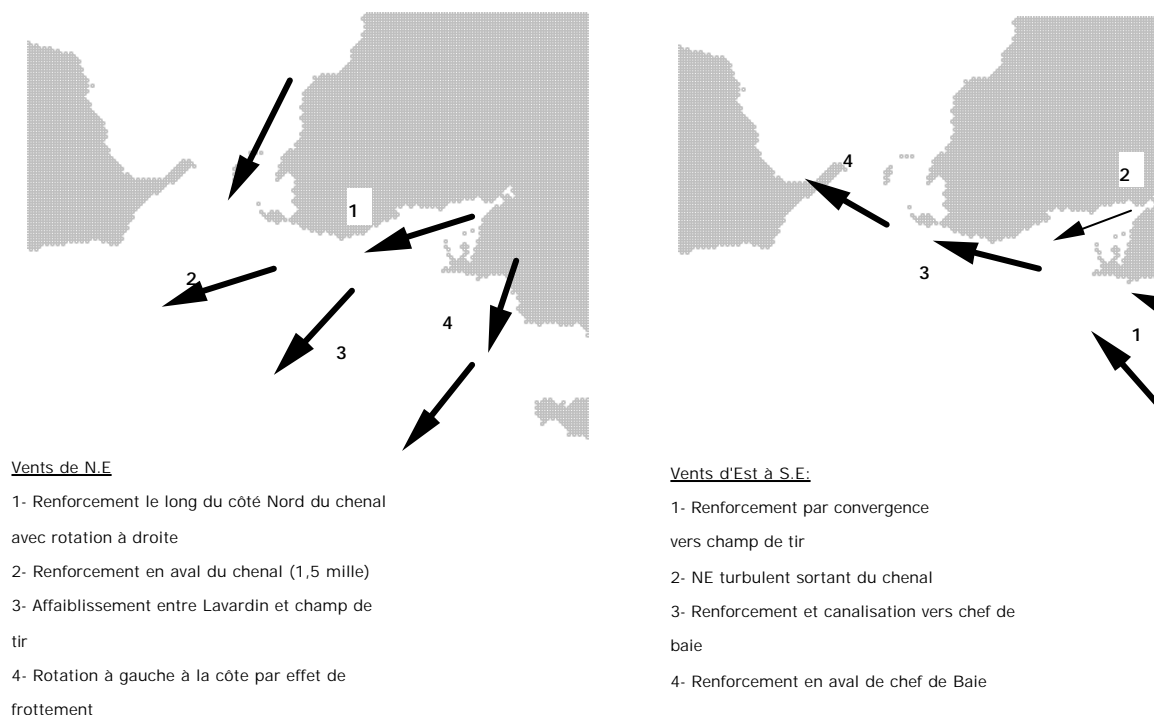 1
2
3
4
Vents de N.E
1- Renforcement le long du côté Nord du chenal
avec rotation à droite
2- Renforcement en aval du chenal (1,5 mille)
3- Affaiblissement entre Lavardin et champ de
tir
4- Rotation à gauche à la côte par effet de
frottement
4
2
3
1
Vents d'Est à S.E:
1- Renforcement par convergence
vers champ de tir
2- NE turbulent sortant du chenal
3- Renforcement et canalisation vers chef de
baie
4- Renforcement en aval de chef de Baie